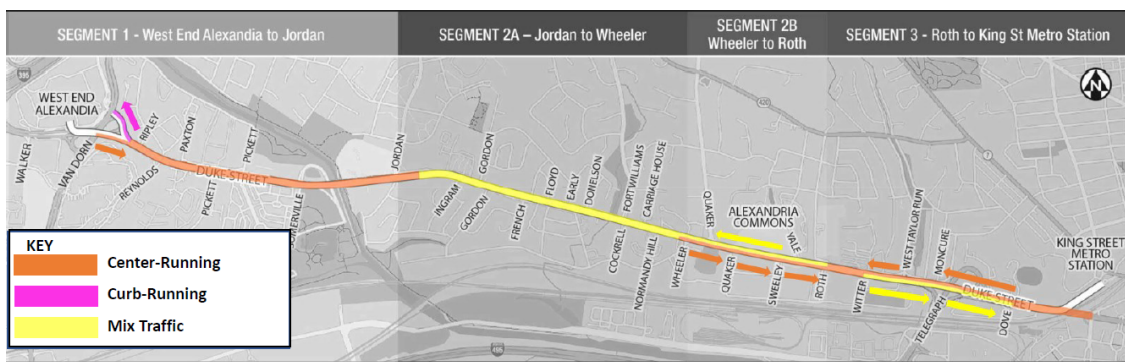 SEGMENT 1 - West End Alexandia to Jordan
SEGMENT 2A - Jordan to Wheeler
SEGMENT 2B
Wheeler to Roth
SEGMENT 3 - Roth to King St Metro Station
395
N
WEST END
ALEXANDIA
WALKER
VAN DORN
RIPLEY
REYNOLDS
PAXTON
PICKETT
PICKETT
DUKE STREET
JORDAN
INGRAM
GORDON
GORDON
FRENCH
FLOYD
EARLY
DONELSON
FORT WILLIAMS
CARRIAGE HOUSE
COCKRELL
NORMANDY HILL
WHEELER
QUAKER
QUAKER
ALEXANDRIA
COMMONS
YALE
SWEELEY
ROTH
WITTER
WEST TAYLOR RUN
MONCURE
TELEGRAPH
DUKE STREET
DOVE
KING STREET
METRO
STATION
495
KEY
Center-Running
Curb-Running
Mix Traffic